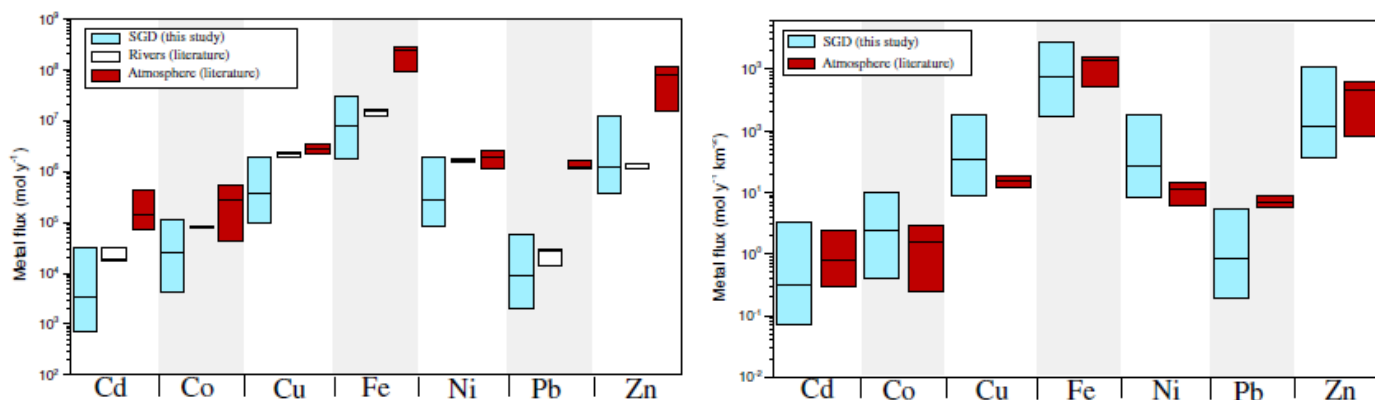 10⁹
10⁸
10⁷
10⁶
10⁵
10⁴
10³
10²
Metal flux (mol y⁻¹)
SGD (this study)
Rivers (literature)
Atmosphere (literature)
Cd Co Cu Fe Ni Pb Zn
10³
10³
10¹
10⁰
10⁻¹
10⁻²
Metal flux (mol y⁻¹ km⁻²)
SGD (this study)
Atmosphere (literature)
Cd Co Cu Fe Ni Pb Zn